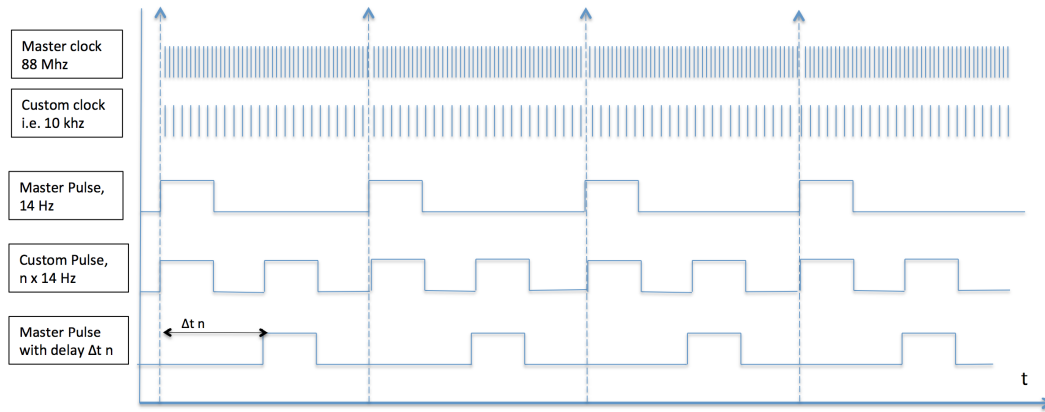 Master clock
88 Mhz
Custom clock
i.e. 10 khz
Master Pulse,
14 Hz
Custom Pulse,
n x 14 Hz
Δt n
Master Pulse
with delay Δt n
t